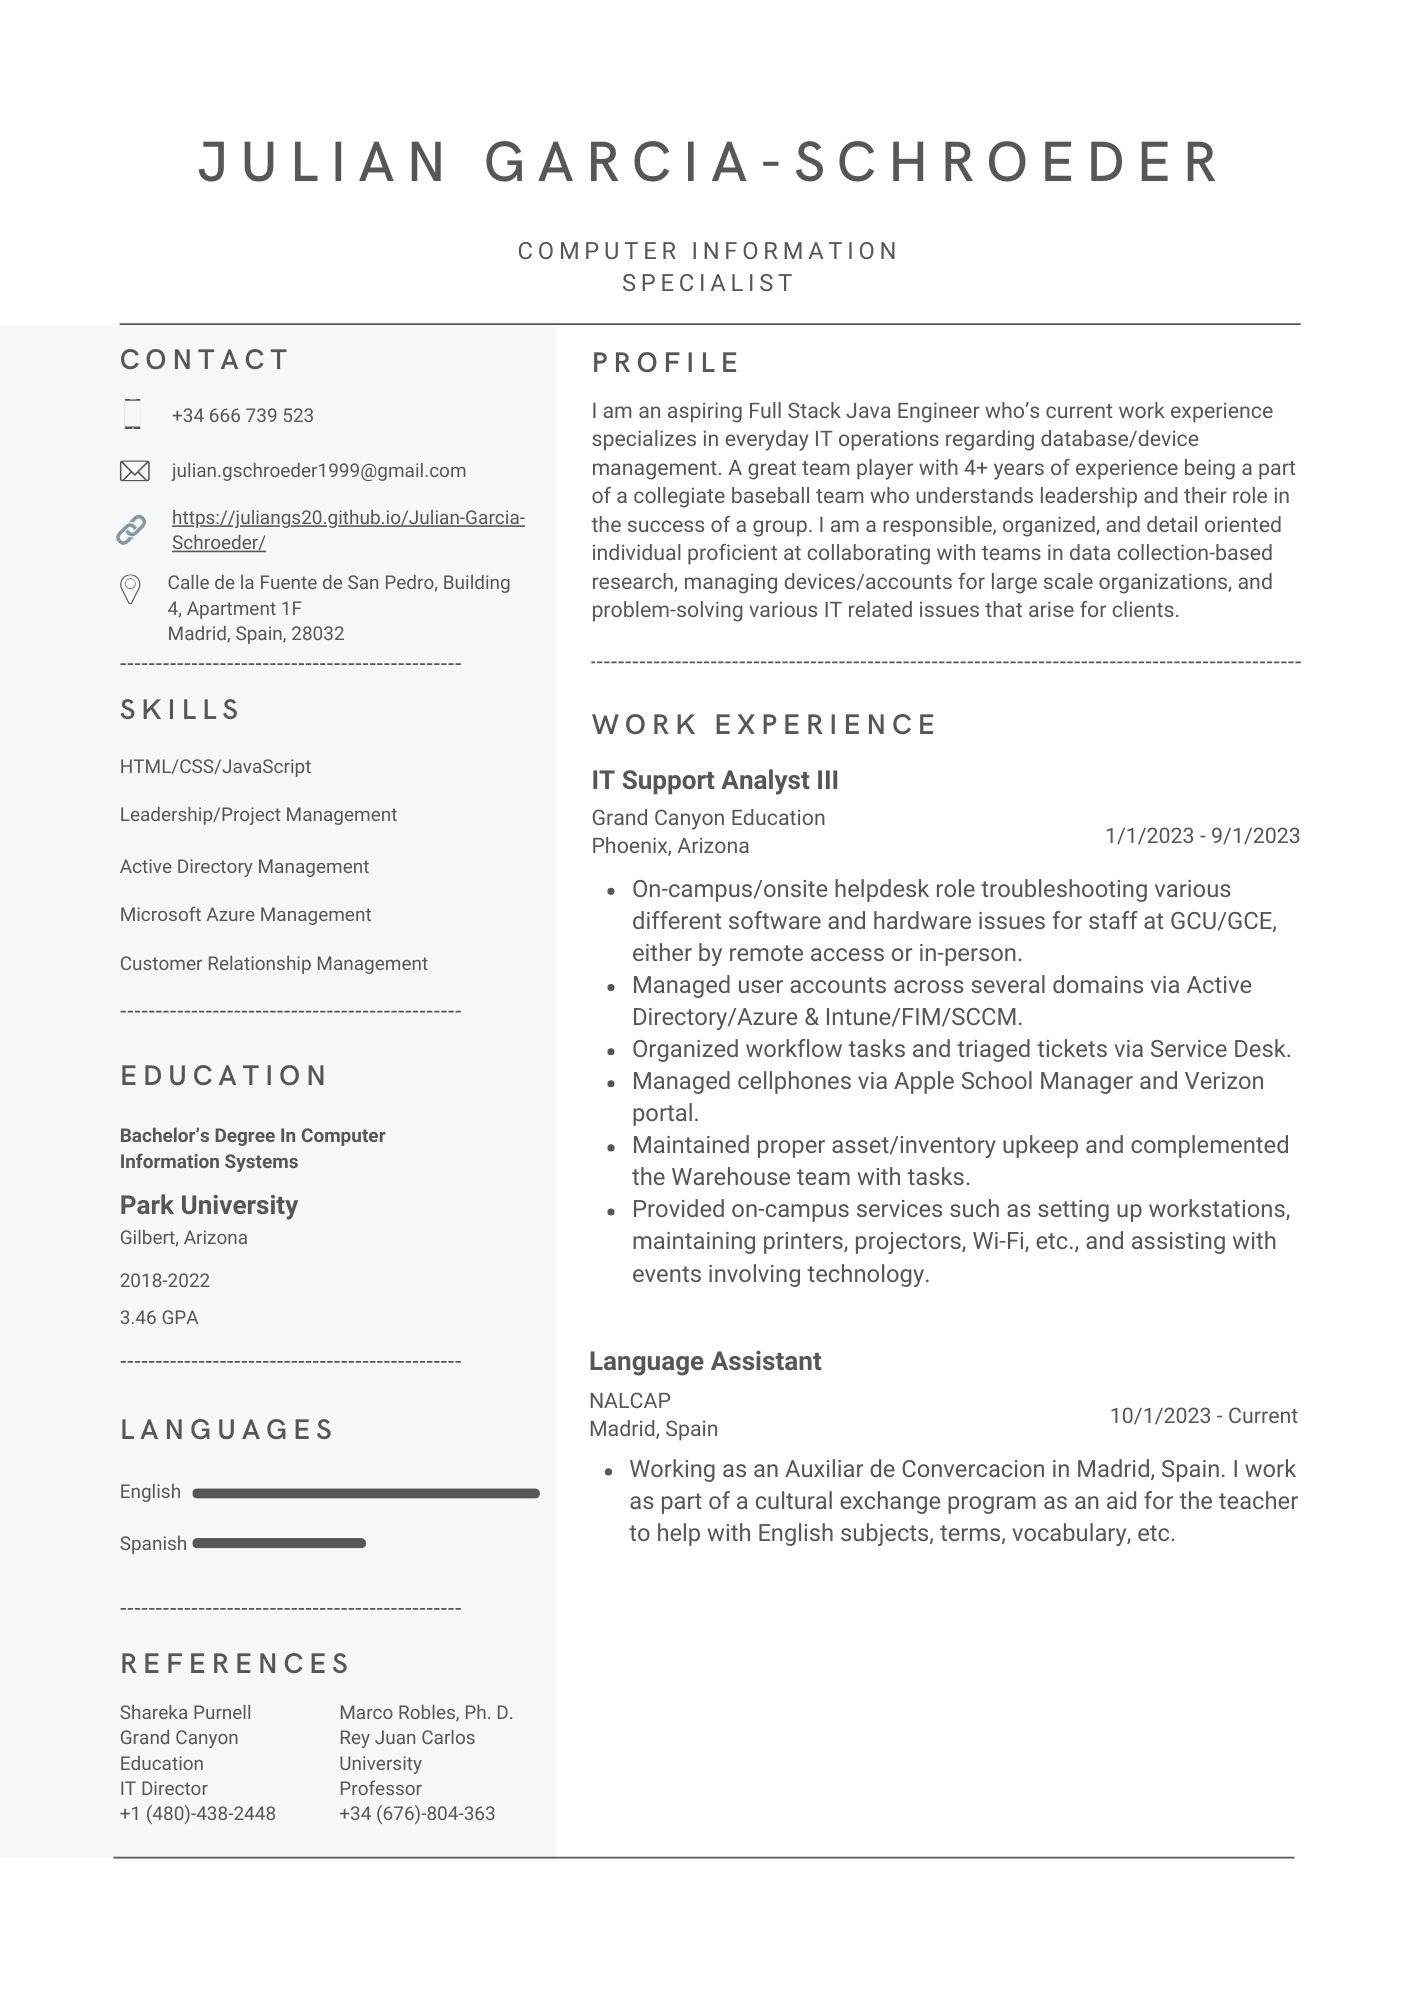 JULIAN GARCIA-SCHROEDER
COMPUTER INFORMATION
SPECIALIST
CONTACT
+34 666 739 523
julian.gschroeder1999@gmail.com
https://juliangs20.github.io/Julian-Garcia-
Schroeder/
Calle de la Fuente de San Pedro, Building
4, Apartment 1F
Madrid, Spain, 28032
SKILLS
HTML/CSS/JavaScript
Leadership/Project Management
Active Directory Management
Microsoft Azure Management
Customer Relationship Management
EDUCATION
Bachelor’s Degree In Computer
Information Systems
Park University
Gilbert, Arizona
2018-2022
3.46 GPA
LANGUAGES
English
Spanish
REFERENCES
Shareka Purnell
Grand Canyon
Education
IT Director
+1 (480)-438-2448
Marco Robles, Ph. D.
Rey Juan Carlos
University
Professor
+34 (676)-804-363
PROFILE
I am an aspiring Full Stack Java Engineer who’s current work experience
specializes in everyday IT operations regarding database/device
management. A great team player with 4+ years of experience being a part
of a collegiate baseball team who understands leadership and their role in
the success of a group. I am a responsible, organized, and detail oriented
individual proficient at collaborating with teams in data collection-based
research, managing devices/accounts for large scale organizations, and
problem-solving various IT related issues that arise for clients.
WORK EXPERIENCE
IT Support Analyst III
Grand Canyon Education
Phoenix, Arizona
1/1/2023 - 9/1/2023
• On-campus/onsite helpdesk role troubleshooting various
different software and hardware issues for staff at GCU/GCE,
either by remote access or in-person.
• Managed user accounts across several domains via Active
Directory/Azure & Intune/FIM/SCCM.
• Organized workflow tasks and triaged tickets via Service Desk.
• Managed cellphones via Apple School Manager and Verizon
portal.
• Maintained proper asset/inventory upkeep and complemented
the Warehouse team with tasks.
• Provided on-campus services such as setting up workstations,
maintaining printers, projectors, Wi-Fi, etc., and assisting with
events involving technology.
Language Assistant
NALCAP
Madrid, Spain
10/1/2023 - Current
• Working as an Auxiliar de Convercacion in Madrid, Spain. I work
as part of a cultural exchange program as an aid for the teacher
to help with English subjects, terms, vocabulary, etc.